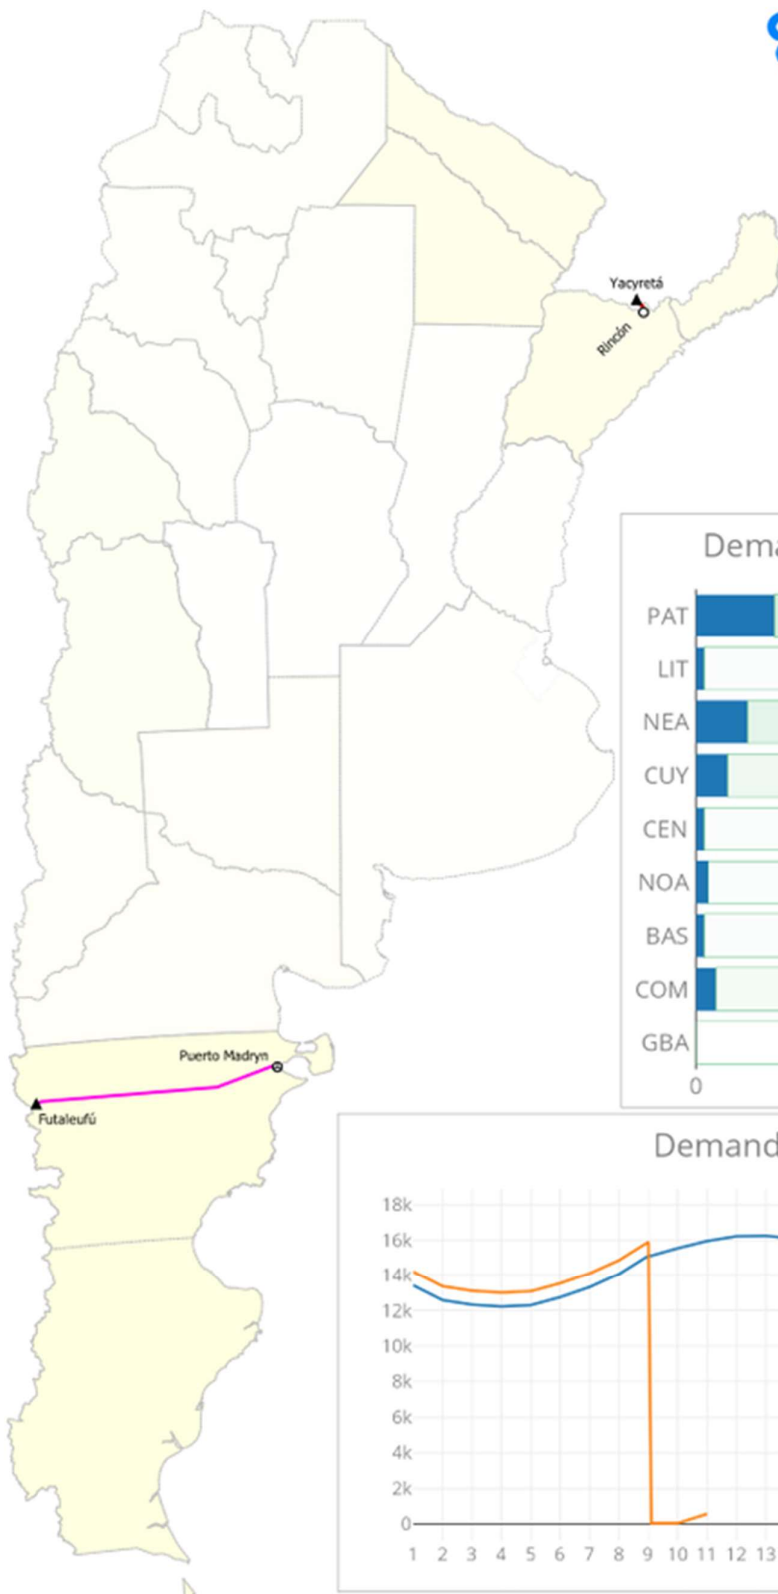 Yacyretá
Rincón
Dema
PAT
LIT
NEA
CUY
CEN
NOA
BAS
COM
GBA
0
Puerto Madryn
Futaleufú
Demand
18k
16k
14k
12k
10k
8k
6k
4k
2k
0
1 2 3 4 5 6 7 8 9 10 11 12 13